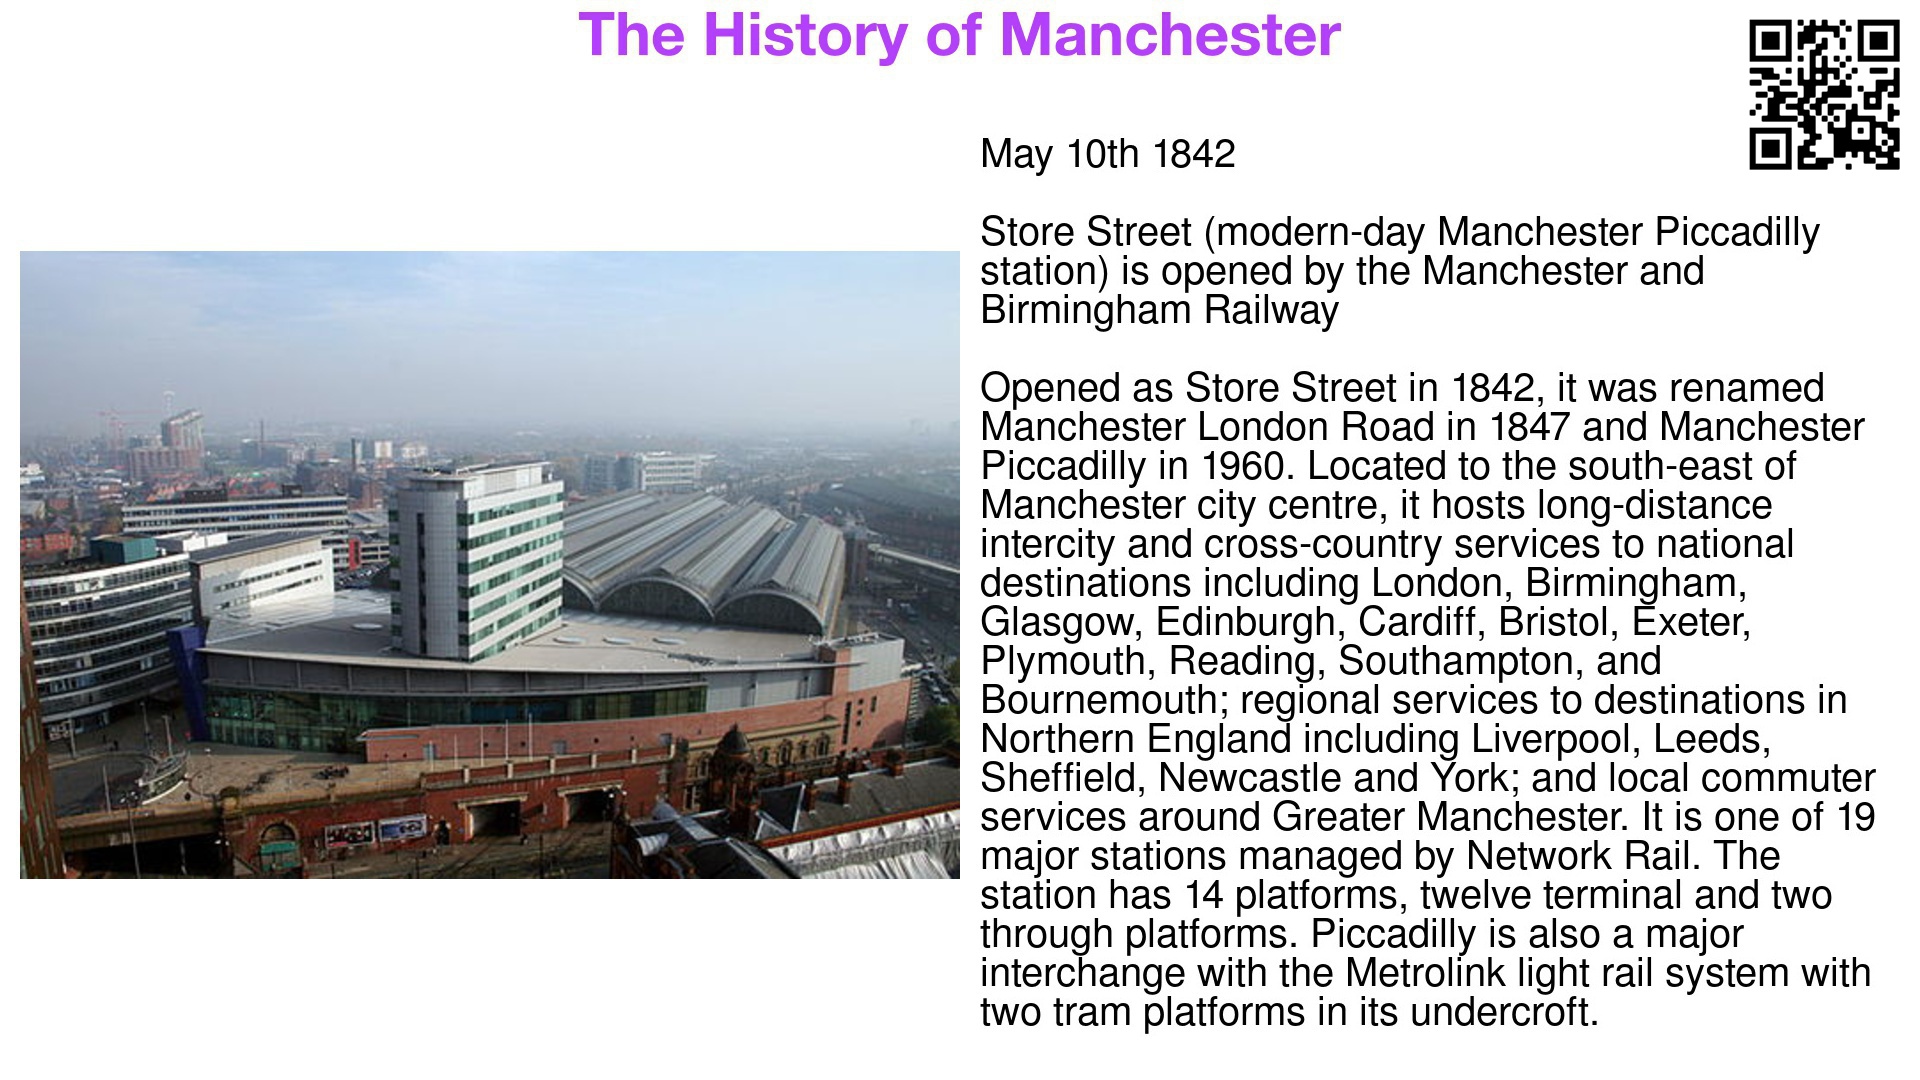 The History of Manchester
May 10th 1842
Store Street (modern-day Manchester Piccadilly
station) is opened by the Manchester and
Birmingham Railway
Opened as Store Street in 1842, it was renamed
Manchester London Road in 1847 and Manchester
Piccadilly in 1960. Located to the south-east of
Manchester city centre, it hosts long-distance
intercity and cross-country services to national
destinations including London, Birmingham,
Glasgow, Edinburgh, Cardiff, Bristol, Exeter,
Plymouth, Reading, Southampton, and
Bournemouth; regional services to destinations in
Northern England including Liverpool, Leeds,
Sheffield, Newcastle and York; and local commuter
services around Greater Manchester. It is one of 19
major stations managed by Network Rail. The
station has 14 platforms, twelve terminal and two
through platforms. Piccadilly is also a major
interchange with the Metrolink light rail system with
two tram platforms in its undercroft.